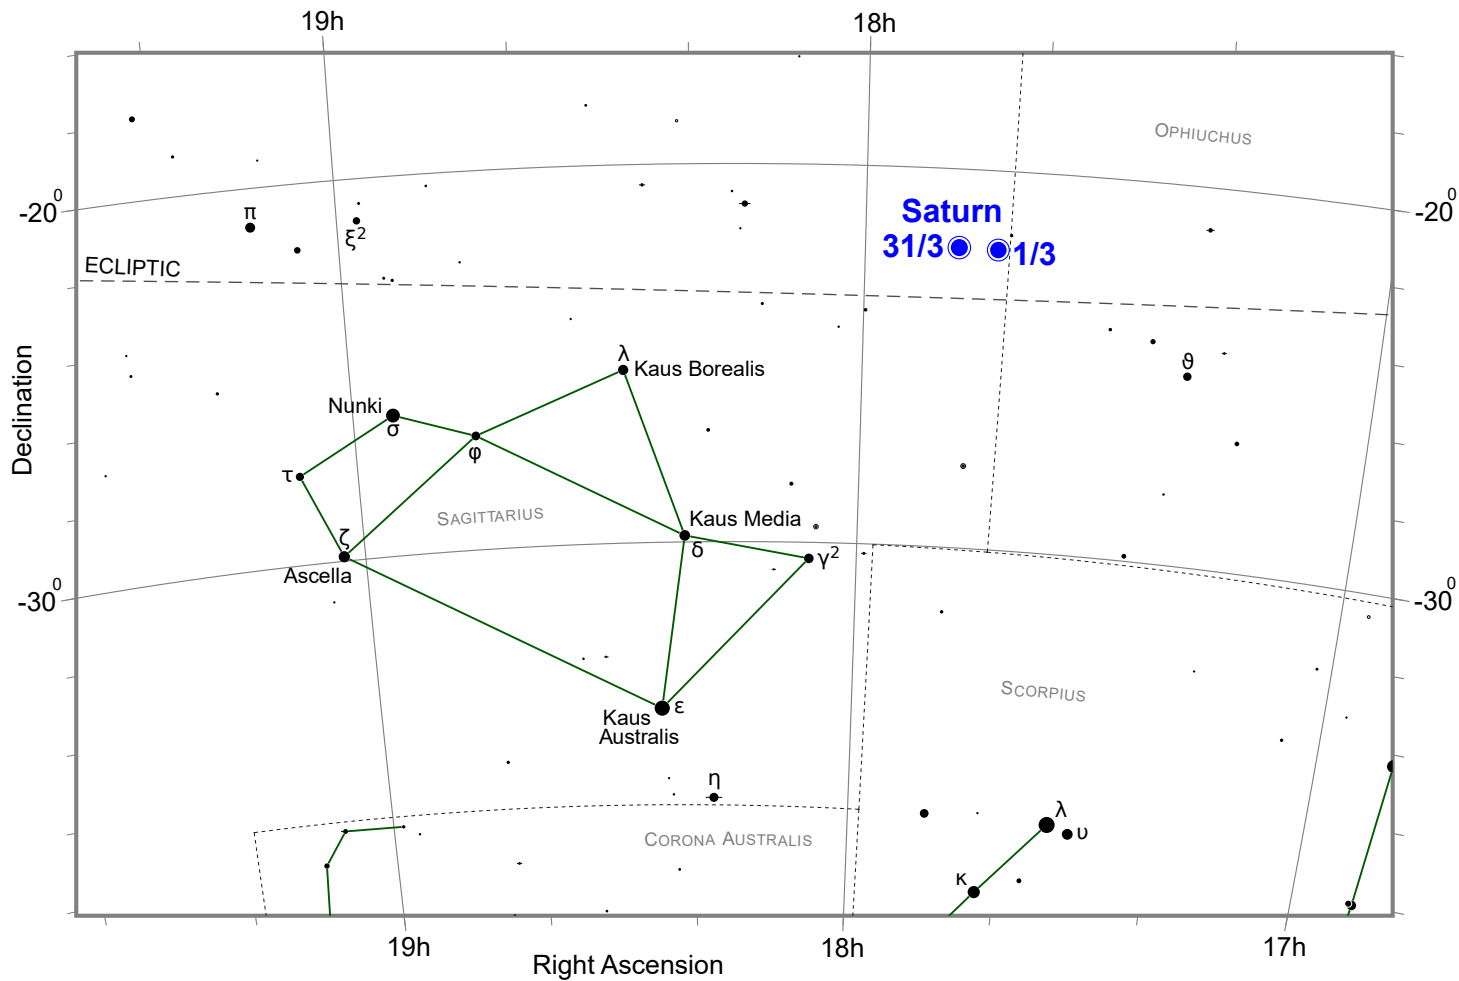 19h
18h
OPHIUCHUS
-20⁰
-20⁰
π
ξ²
Saturn
31/3
1/3
ECLIPTIC
λ
Kaus Borealis
ϑ
Nunki
σ
φ
τ
Declination
SAGITTARIUS
Kaus Media
δ
γ²
ζ
Ascella
-30⁰
-30⁰
SCORPIUS
Kaus
Australis
ε
η
CORONA AUSTRALIS
λ
υ
κ
19h
18h
17h
Right Ascension